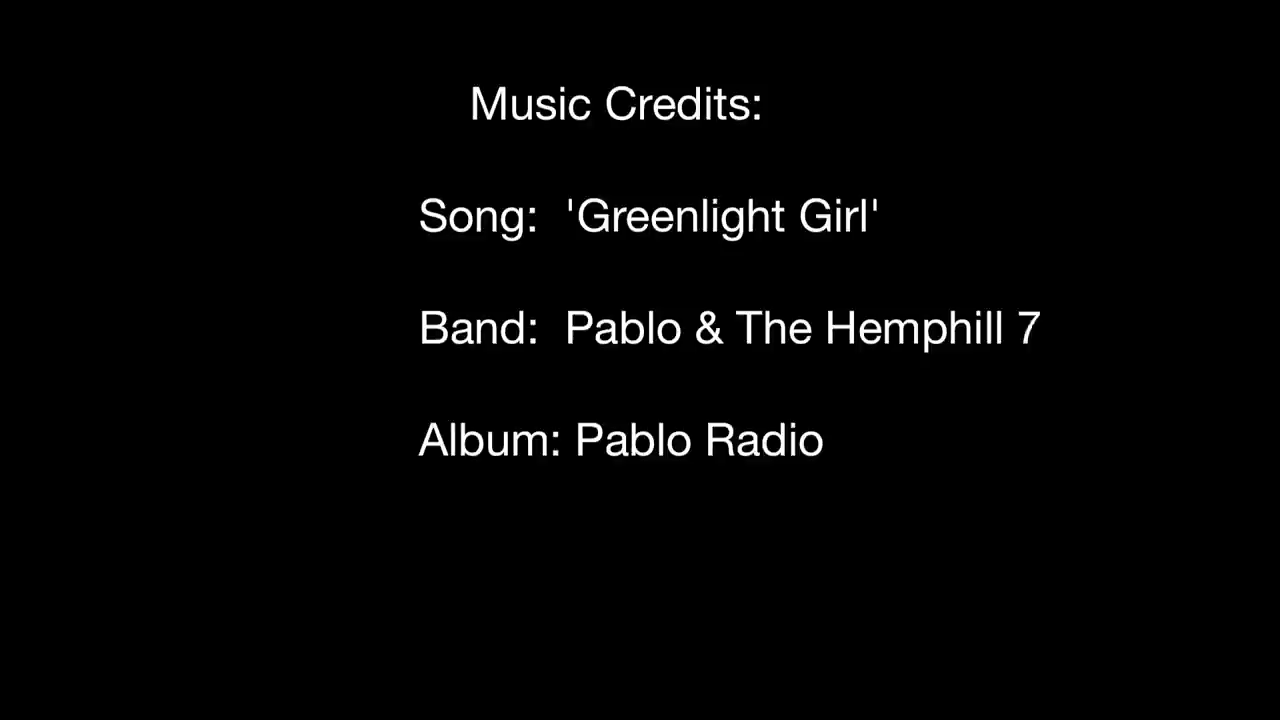 Music Credits:
Song:  'Greenlight Girl'
Band:  Pablo & The Hemphill 7
Album: Pablo Radio